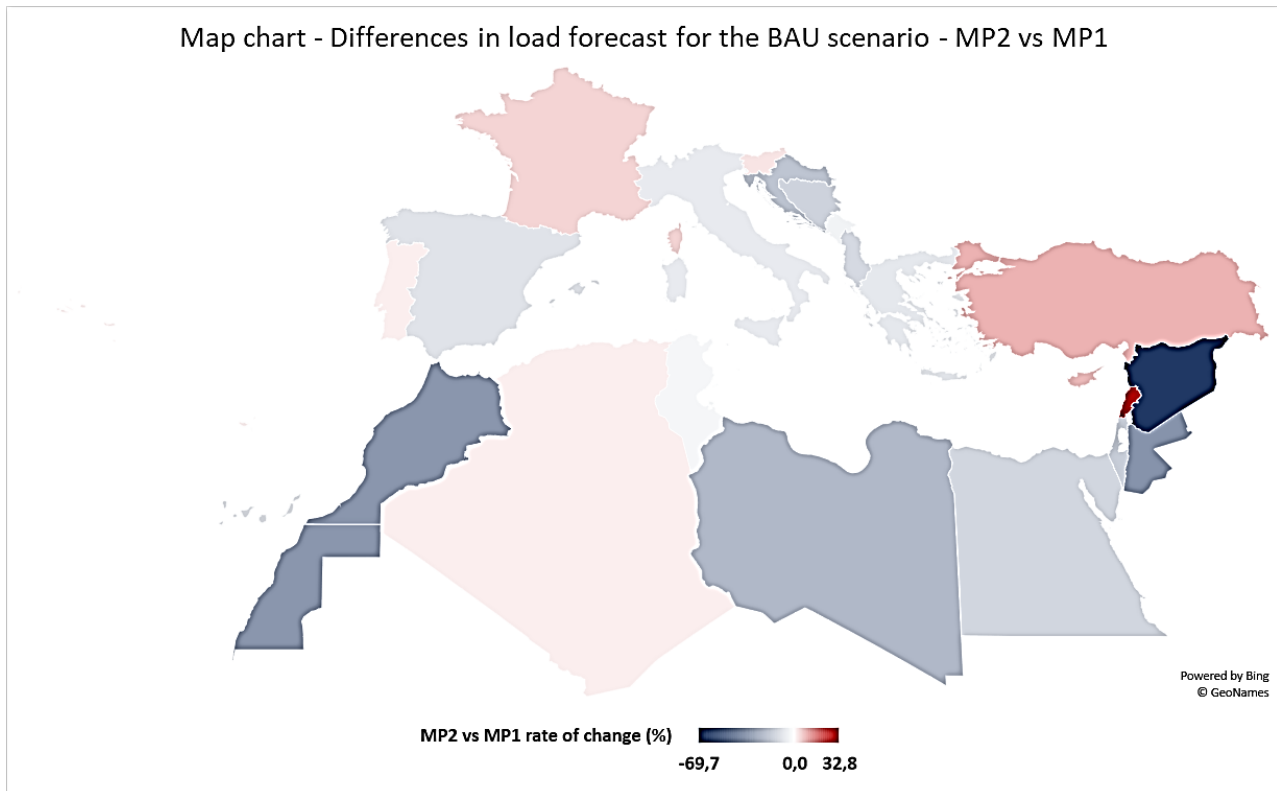 Map chart - Differences in load forecast for the BAU scenario - MP2 vs MP1
Powered by Bing
© GeoNames
MP2 vs MP1 rate of change (%)
-69,7 0,0 32,8